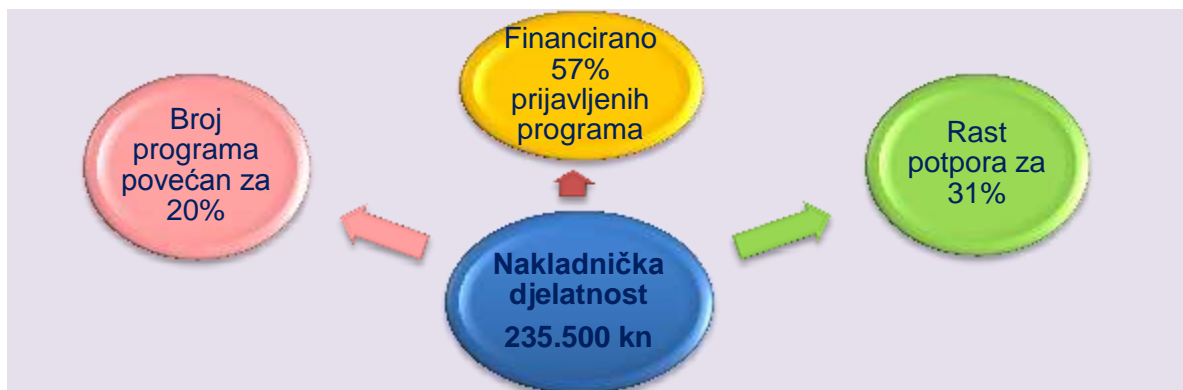 Financirano
57%
prijavljenih
programa
Broj
programa
povećan za
20%
Rast
potpora za
31%
Nakladnička
djelatnost
235.500 kn